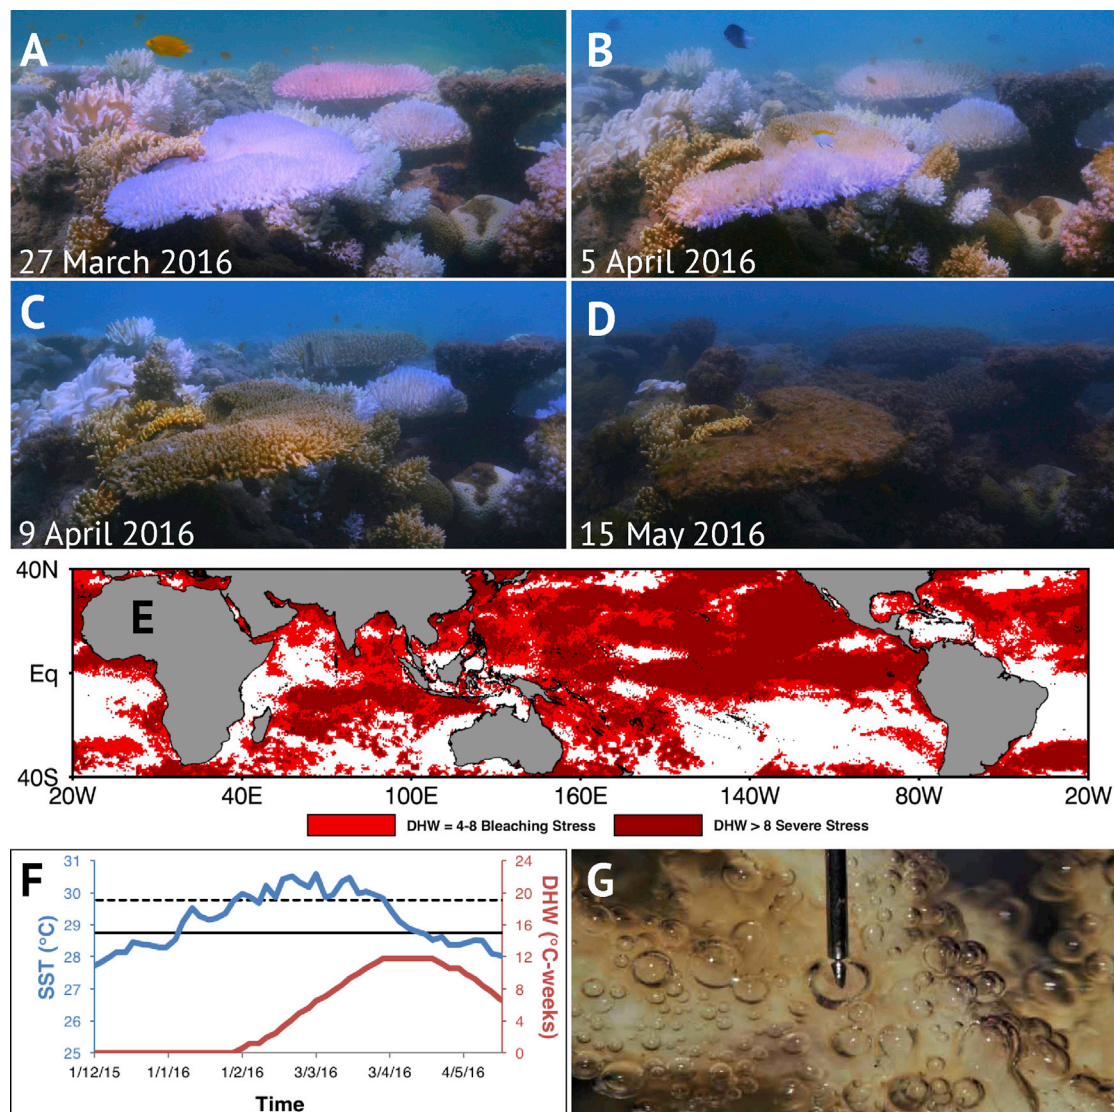 A
27 March 2016
B
5 April 2016
C
9 April 2016
D
15 May 2016
E
40N
Eq
40S
20W 40E 100E 160E 140W 80W 20W
DHW = 4-8 Bleaching Stress
DHW > 8 Severe Stress
F
31
30
29
28
27
26
25
SST (°C)
24
20
16
12
8
4
0
DHW (°C-weeks)
1/12/15 1/1/16 1/2/16 3/3/16 3/4/16 4/5/16
Time
G